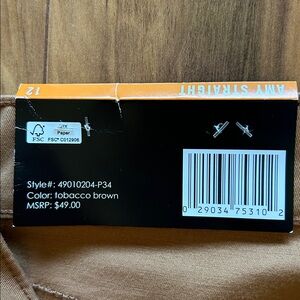 AMY STRAIGHT
12
FSC
Paper
FSC® C012906
Style#: 49010204-P34
Color: tobacco brown
MSRP: $49.00
0 29034 75310 2